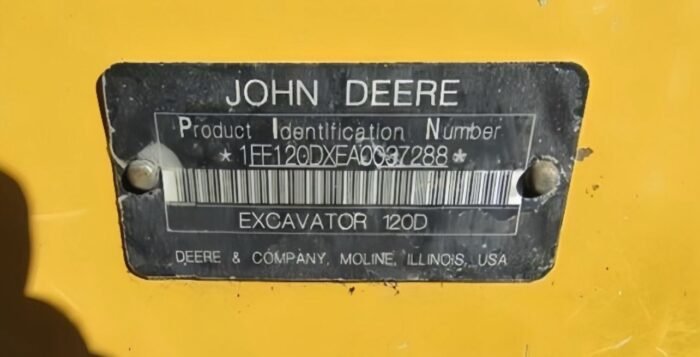 JOHN DEERE
Product Identification Number
*1FF120DXEA0037288*
EXCAVATOR 120D
DEERE & COMPANY, MOLINE, ILLINOIS, USA